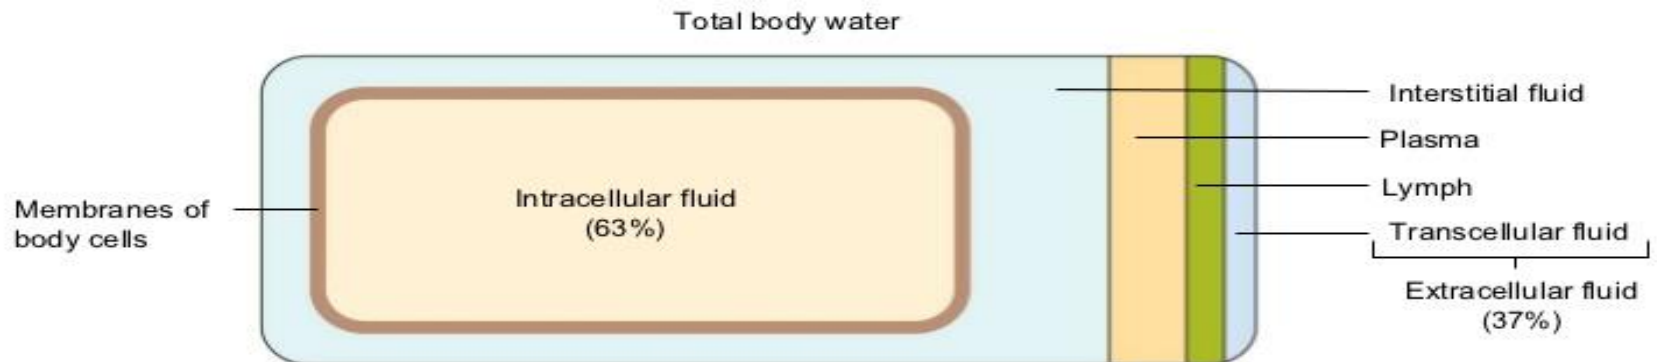 Total body water
Interstitial fluid
Plasma
Lymph
Transcellular fluid
Extracellular fluid
(37%)
Intracellular fluid
(63%)
Membranes of
body cells